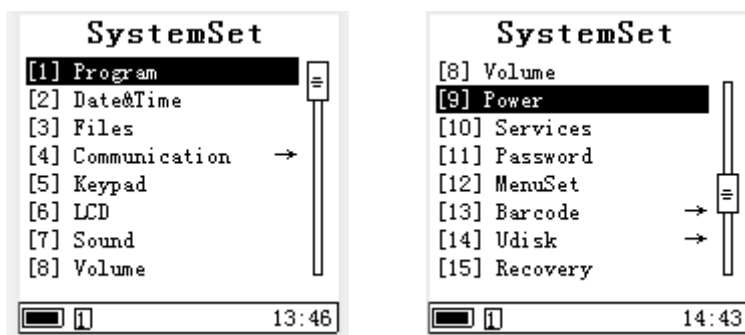 SystemSet
[1] Program
[2] Date&Time
[3] Files
[4] Communication →
[5] Keypad
[6] LCD
[7] Sound
[8] Volume
1 13:46
SystemSet
[8] Volume
[9] Power
[10] Services
[11] Password
[12] MenuSet
[13] Barcode →
[14] Udisk →
[15] Recovery
1 14:43